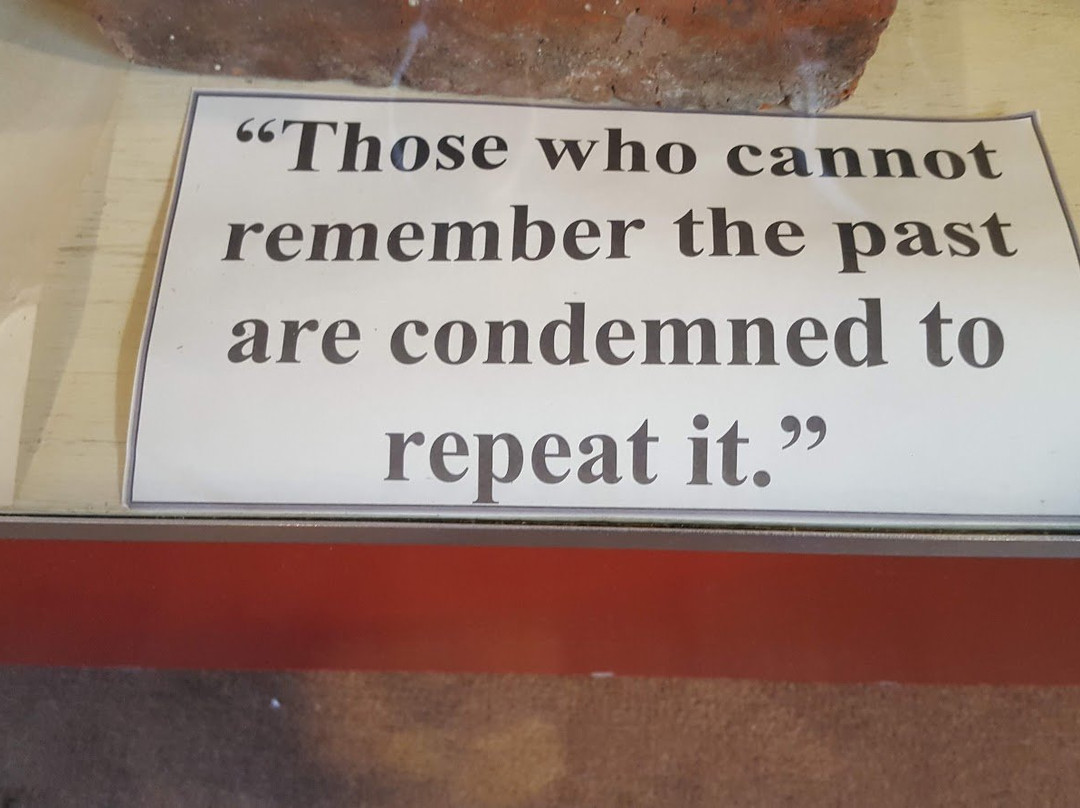 “Those who cannot
remember the past
are condemned to
repeat it.”